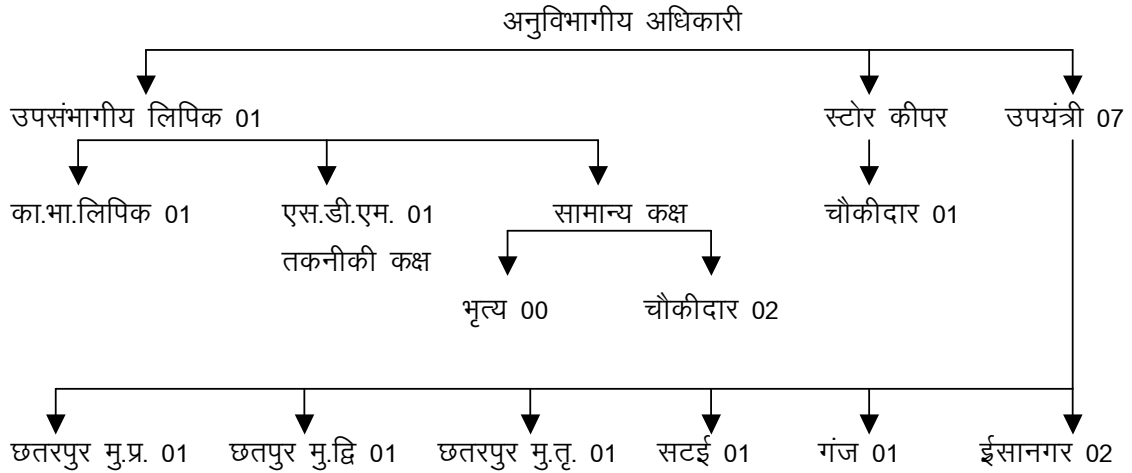 अनुविभागीय अधिकारी
उपसंभागीय लिपिक 01 स्टोर कीपर उपयंत्री 07
का.भा.लिपिक 01 एस.डी.एम. 01 सामान्य कक्ष चौकीदार 01
तकनीकी कक्ष
भृत्य 00 चौकीदार 02
छतरपुर मु.प्र. 01 छतपुर मु.द्वि 01 छतरपुर मु.तृ. 01 सटई 01 गंज 01 ईसानगर 02